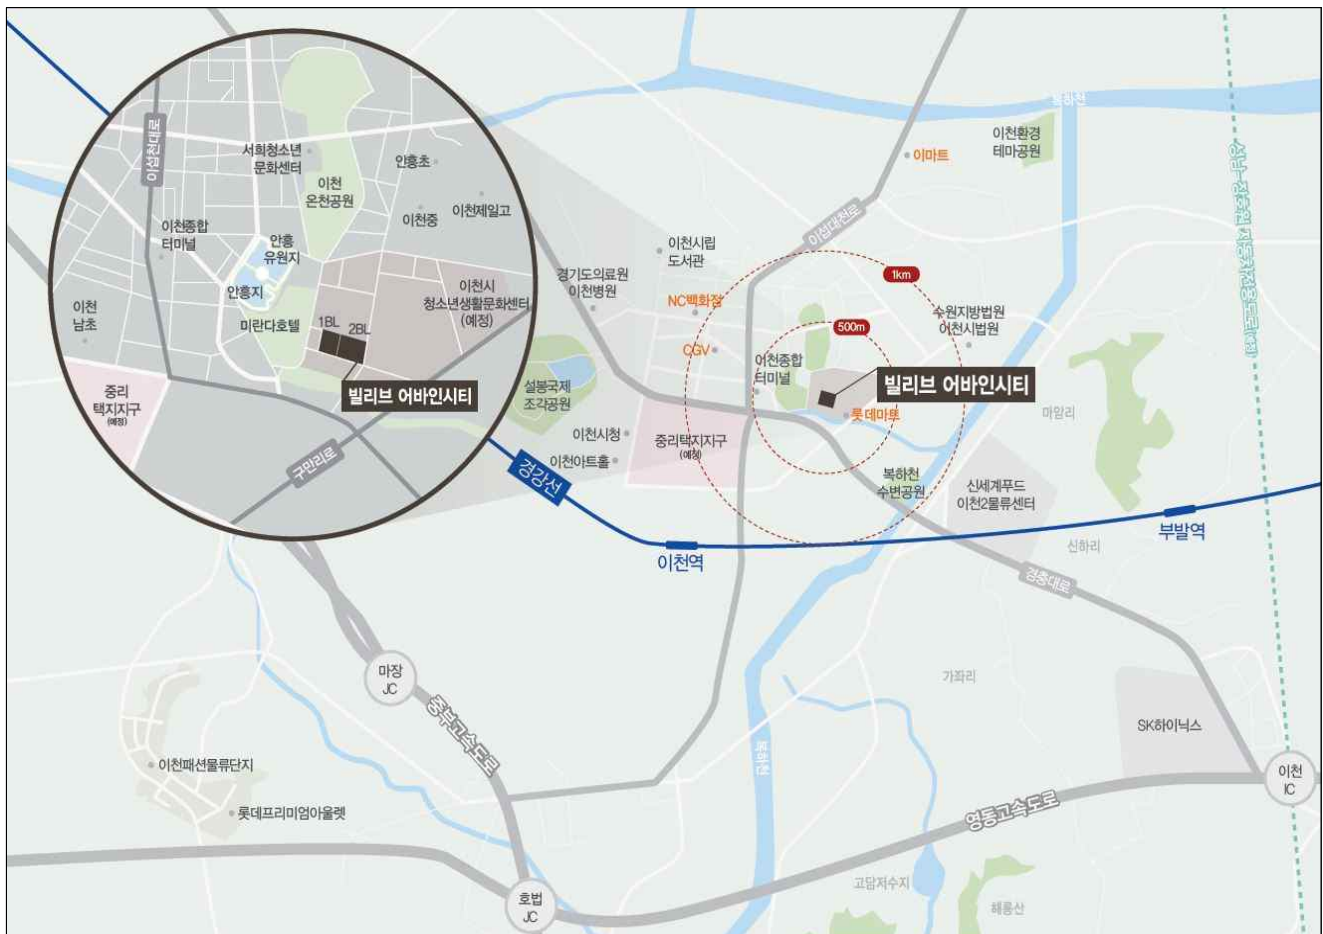 이섭천대로
서희청소년
문화센터
안흥초
이천
온천공원
이천중
이천제일고
이천종합
터미널
안흥
유원지
안흥지
이천시
청소년생활문화센터
(예정)
이천
남초
미란다호텔
1BL
2BL
빌리브 어바인시티
중리
택지지구
(예정)
구만리로
복하천
이천환경
테마공원
이마트
이섭대천로
이천시립
도서관
경기도의료원
이천병원
NC백화점
CGV
1km
500m
수원지방법원
이천시법원
이천종합
터미널
빌리브 어바인시티
롯데마트
마암리
설봉국제
조각공원
이천시청
이천아트홀
중리택지지구
(예정)
복하천
수변공원
신세계푸드
이천2물류센터
경강선
이천역
부발역
신하리
경충대로
가좌리
마장
JC
중부고속도로
SK하이닉스
이천
IC
이천패션물류단지
롯데프리미엄아울렛
복하천
영동고속도로
고담저수지
해룡산
호법
JC